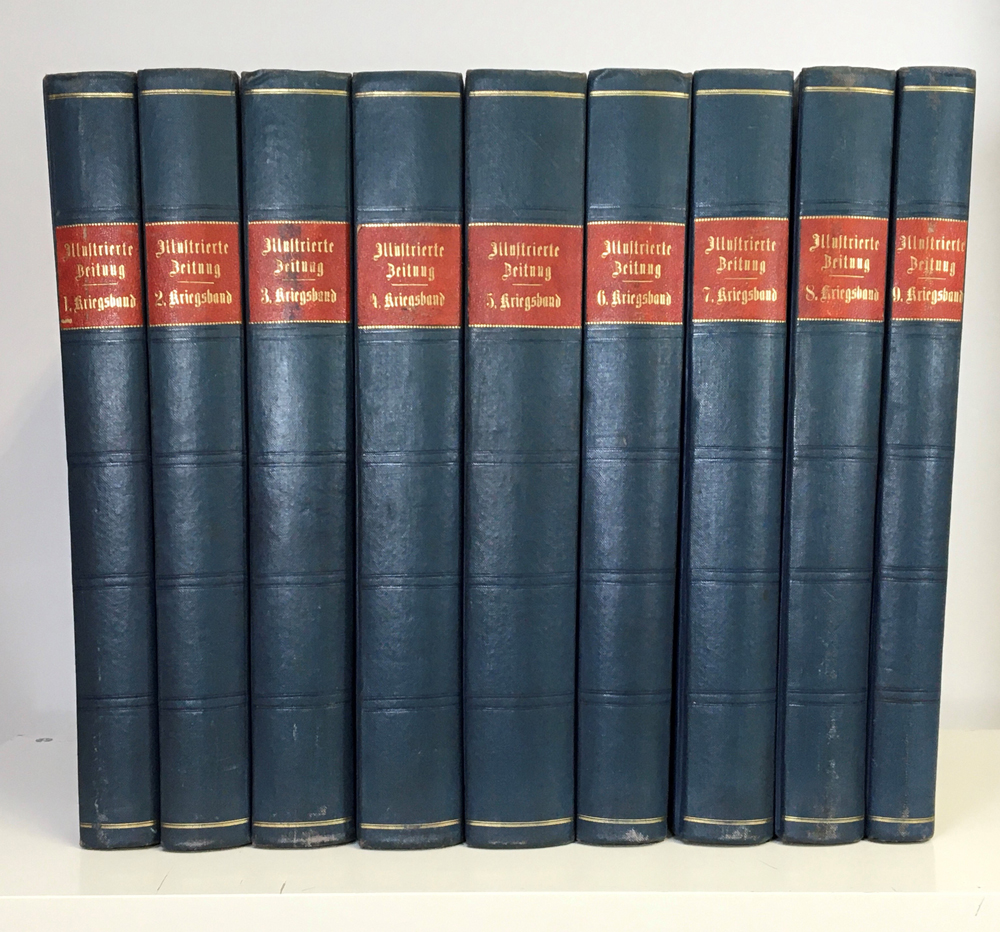 Illustrierte
Zeitung
1. Kriegsband
Illustrierte
Zeitung
2. Kriegsband
Illustrierte
Zeitung
3. Kriegsband
Illustrierte
Zeitung
4. Kriegsband
Illustrierte
Zeitung
5. Kriegsband
Illustrierte
Zeitung
6. Kriegsband
Illustrierte
Zeitung
7. Kriegsband
Illustrierte
Zeitung
8. Kriegsband
Illustrierte
Zeitung
9. Kriegsband